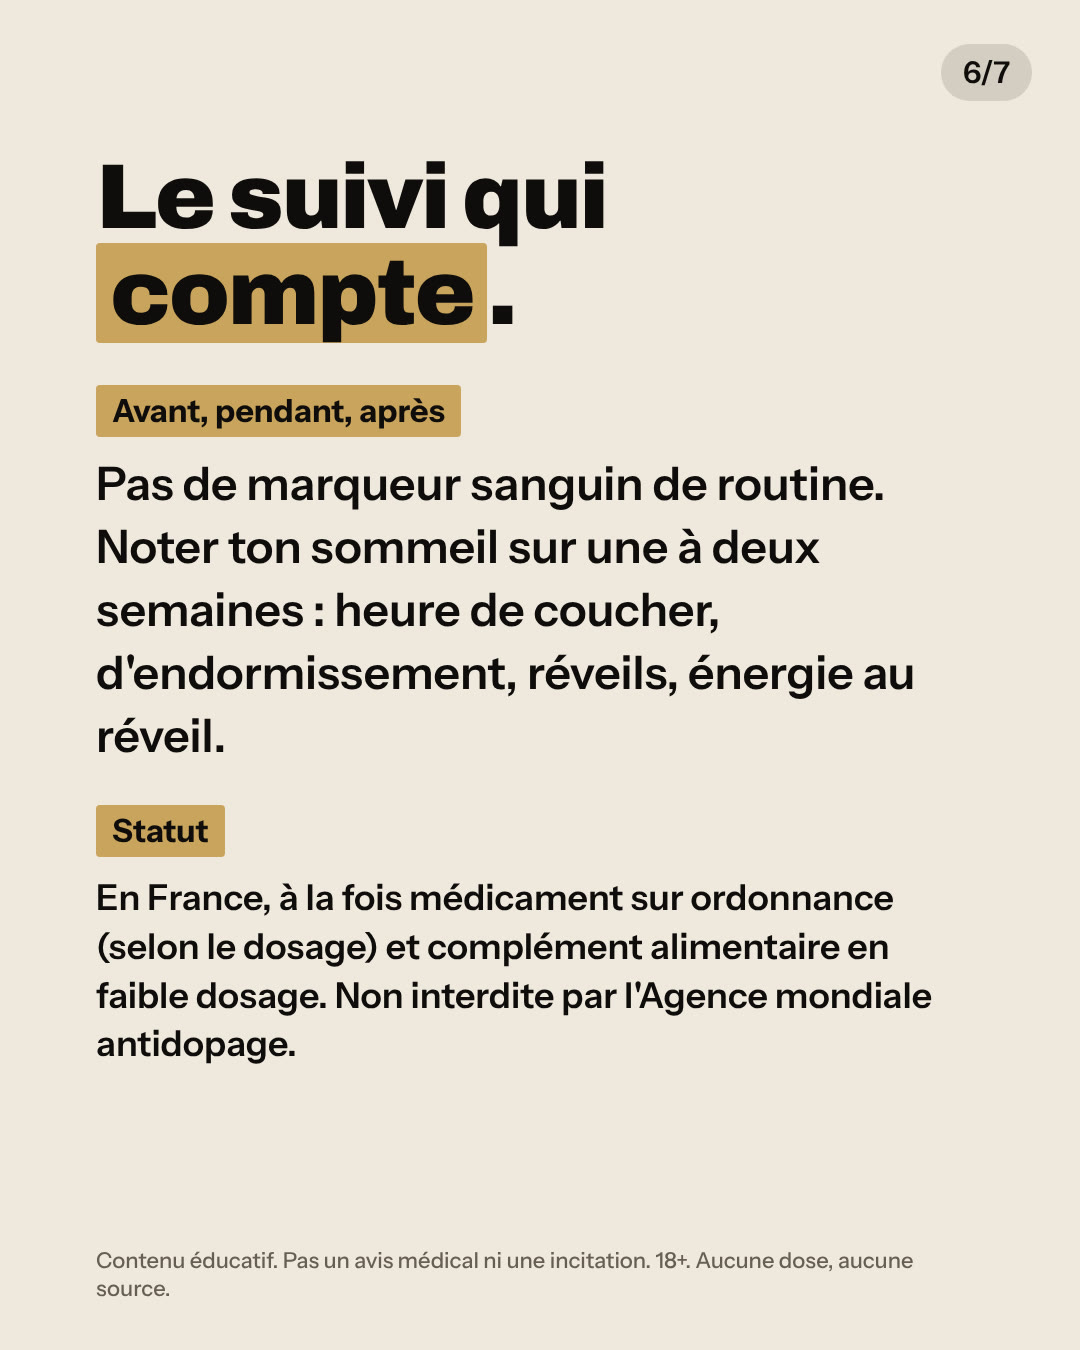 6/7
Le suivi qui
compte.
Avant, pendant, après
Pas de marqueur sanguin de routine.
Noter ton sommeil sur une à deux
semaines : heure de coucher,
d'endormissement, réveils, énergie au
réveil.
Statut
En France, à la fois médicament sur ordonnance
(selon le dosage) et complément alimentaire en
faible dosage. Non interdite par l'Agence mondiale
antidopage.
Contenu éducatif. Pas un avis médical ni une incitation. 18+. Aucune dose, aucune
source.